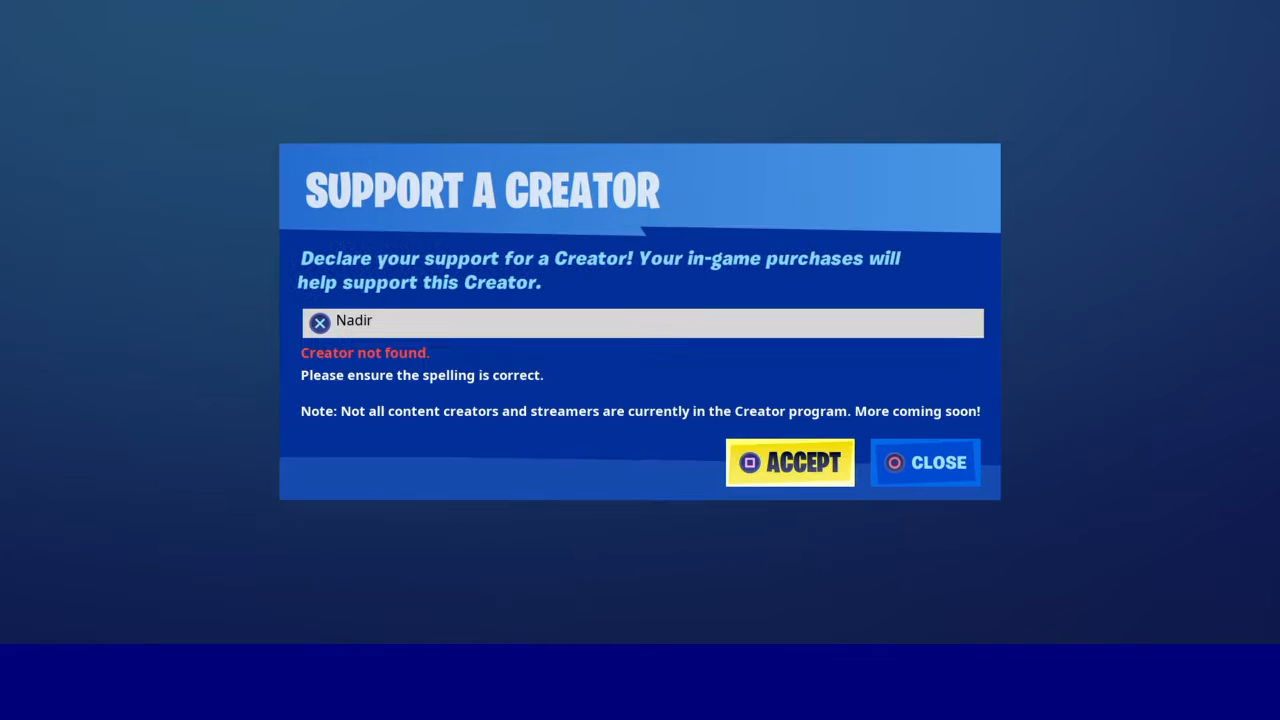 SUPPORT A CREATOR
Declare your support for a Creator! Your in-game purchases will
help support this Creator.
Nadir
Creator not found.
Please ensure the spelling is correct.
Note: Not all content creators and streamers are currently in the Creator program. More coming soon!
ACCEPT
CLOSE